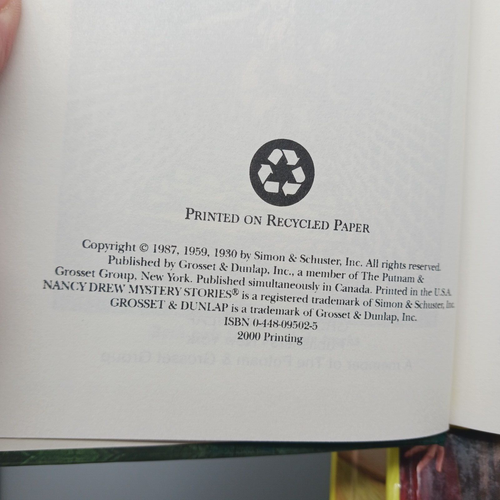 PRINTED ON RECYCLED PAPER
Copyright © 1987, 1959, 1930 by Simon & Schuster, Inc. All rights reserved.
Published by Grosset & Dunlap, Inc., a member of The Putnam &
Grosset Group, New York. Published simultaneously in Canada. Printed in the U.S.A.
NANCY DREW MYSTERY STORIES® is a registered trademark of Simon & Schuster, Inc.
GROSSET & DUNLAP is a trademark of Grosset & Dunlap, Inc.
ISBN 0-448-09502-5
2000 Printing